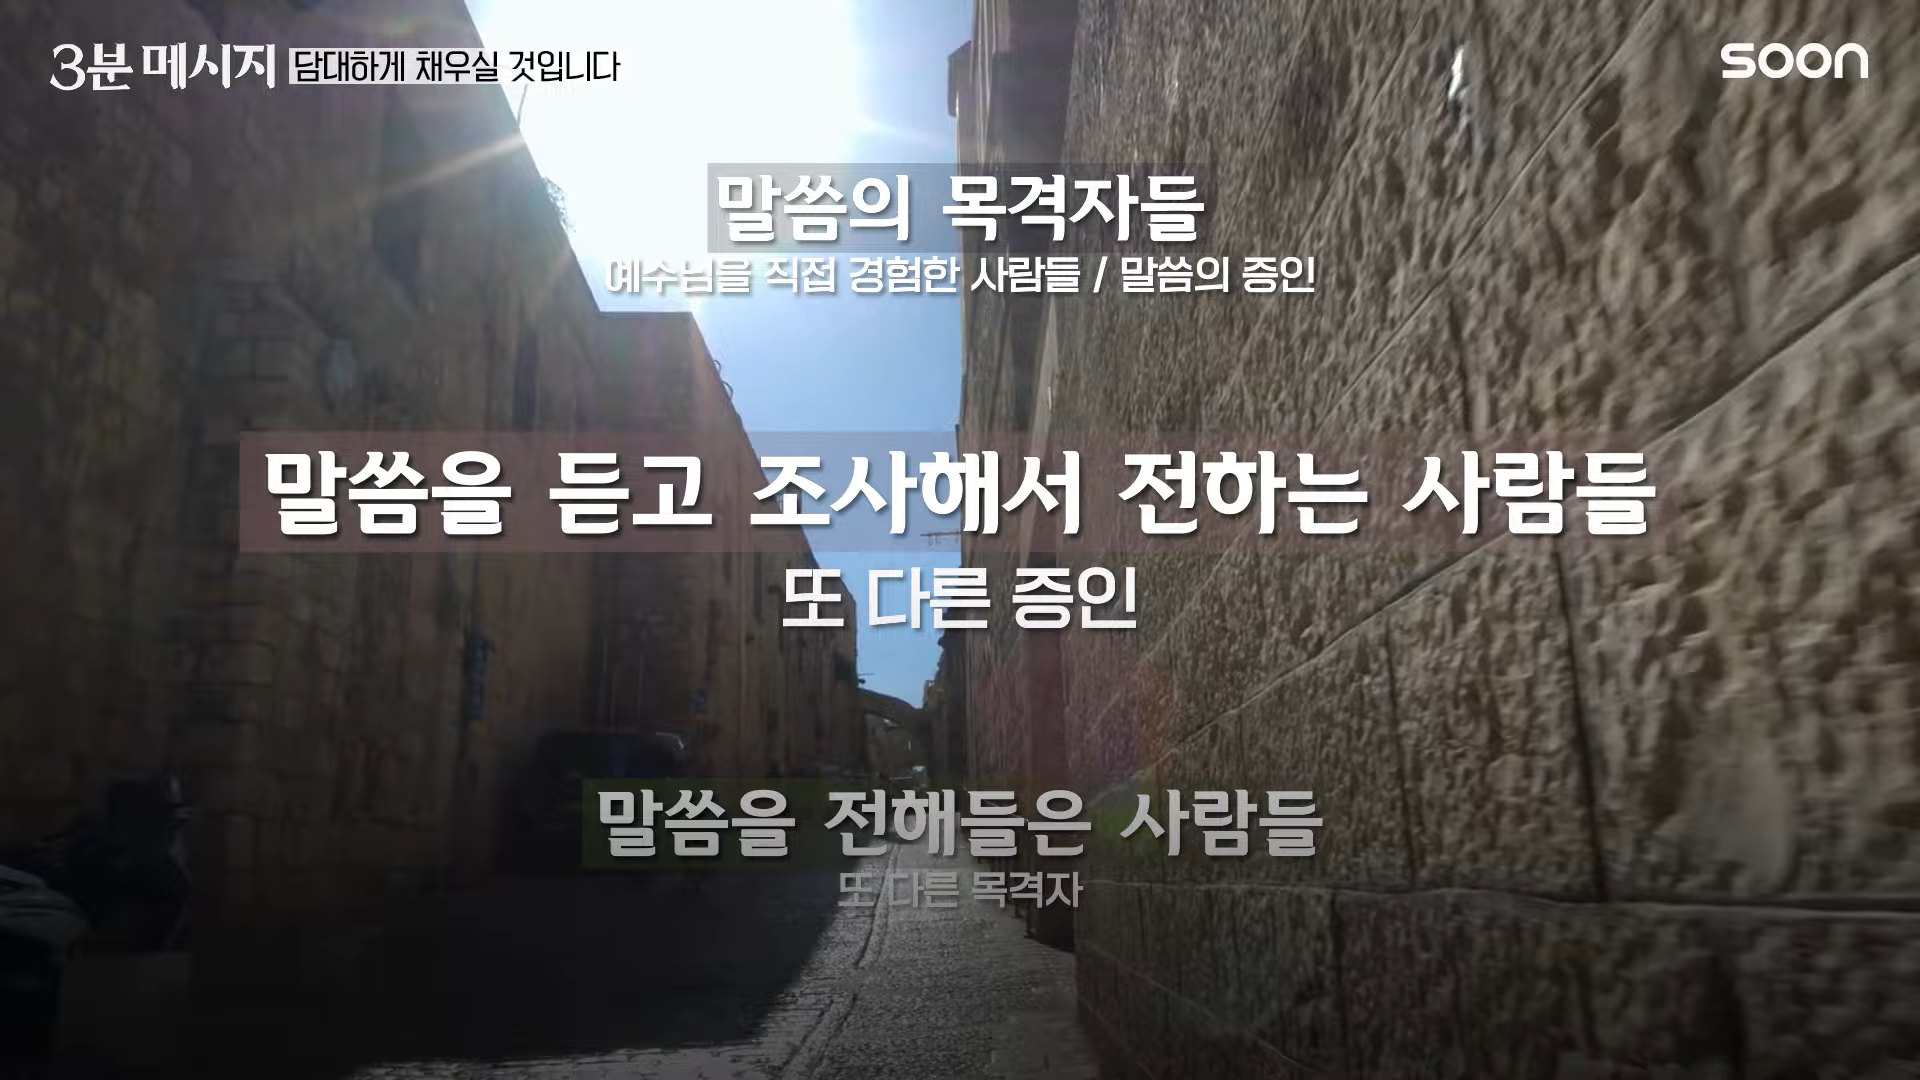 3분 메시지 담대하게 채우실 것입니다
soon
말씀의 목격자들
예수님을 직접 경험한 사람들 / 말씀의 증인
말씀을 듣고 조사해서 전하는 사람들
또 다른 증인
말씀을 전해들은 사람들
또 다른 목격자